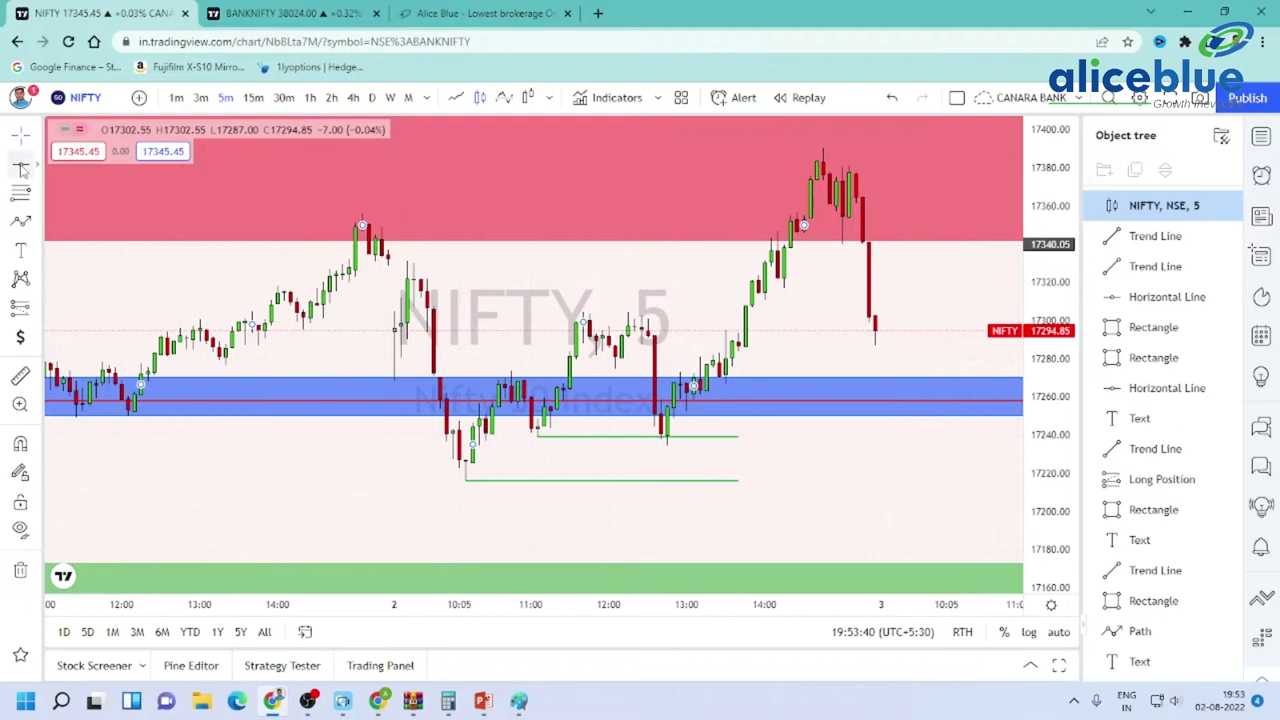 NIFTY 17345.45 ▲ +0.03% CANA
BANKNIFTY 38024.00 ▲ +0.32%
Alice Blue - Lowest brokerage O
in.tradingview.com/chart/NbBLta7M/?symbol=NSE%3ABANKNIFTY
Google Finance – St...
Fujifilm X-S10 Mirro...
1lyoptions | Hedge...
aliceblue
Growth
1
NIFTY
1m 3m 5m 15m 30m 1h 2h 4h D W M
Indicators
Alert
Replay
CANARA BANK
Publish
O17302.55 H17302.55 L17287.00 C17294.85 -7.00 (-0.04%)
17345.45 0.00 17345.45
NIFTY, 5
Nifty 50 Index
17400.00
17380.00
17360.00
17340.05
17320.00
17300.00
NIFTY 17294.85
17280.00
17260.00
17240.00
17220.00
17200.00
17180.00
17160.00
:00 12:00 13:00 14:00 2 10:05 11:00 12:00 13:00 14:00 3 10:05 11:0
1D 5D 1M 3M 6M YTD 1Y 5Y All
19:53:40 (UTC+5:30) RTH % log auto
Stock Screener
Pine Editor
Strategy Tester
Trading Panel
Object tree
NIFTY, NSE, 5
Trend Line
Trend Line
Horizontal Line
Rectangle
Rectangle
Horizontal Line
Text
Trend Line
Long Position
Rectangle
Text
Trend Line
Rectangle
Path
Text
ENG
IN
19:53
02-08-2022
4